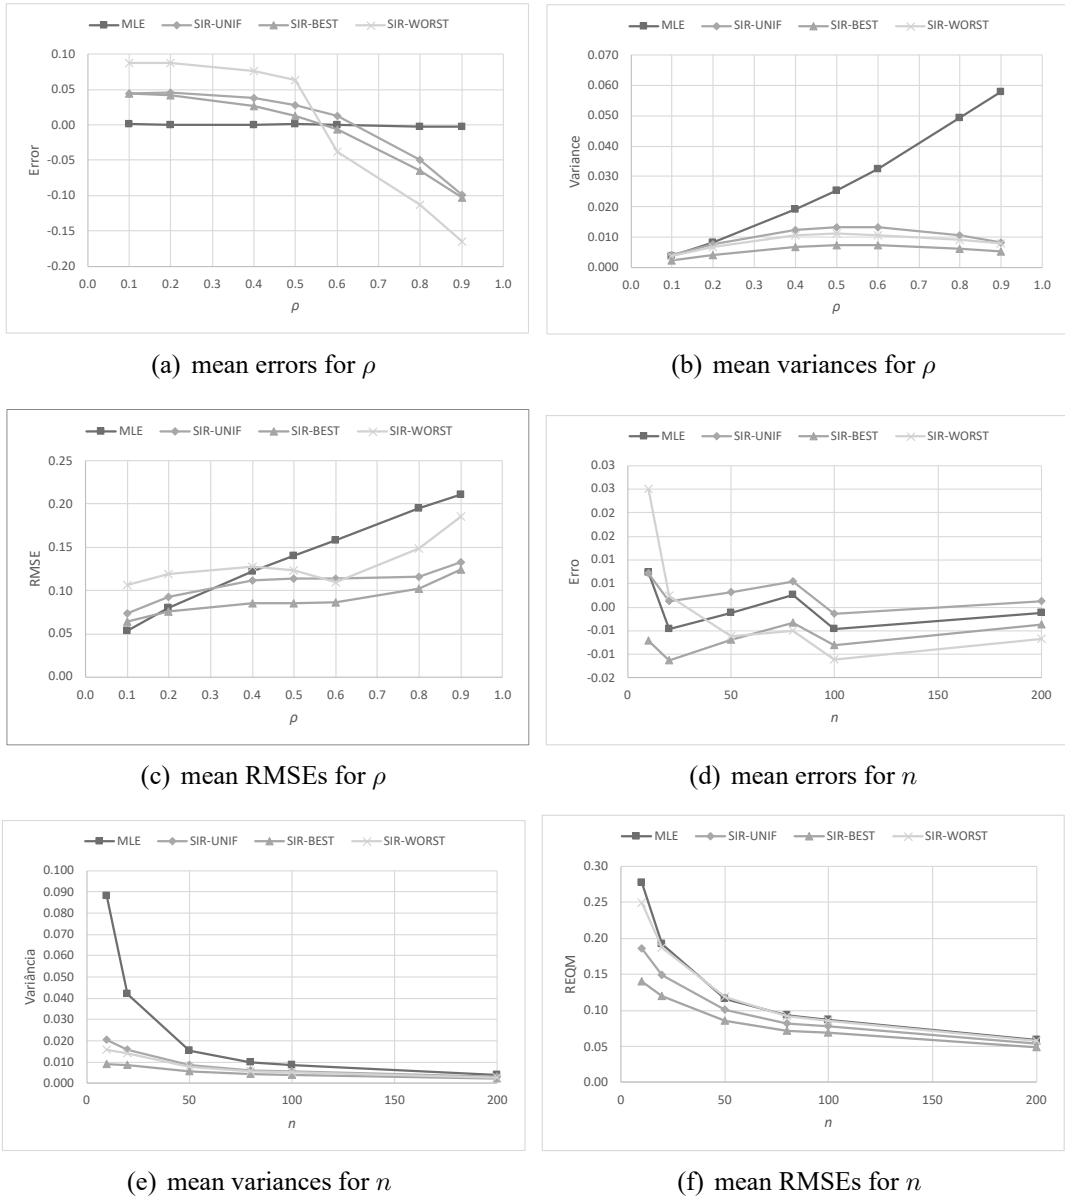 MLE SIR-UNIF SIR-BEST SIR-WORST
0.10
0.05
0.00
-0.05
-0.10
-0.15
-0.20
Error
0.0 0.1 0.2 0.3 0.4 0.5 0.6 0.7 0.8 0.9 1.0
ρ
(a) mean errors for ρ
MLE SIR-UNIF SIR-BEST SIR-WORST
0.070
0.060
0.050
0.040
0.030
0.020
0.010
0.000
Variance
0.0 0.1 0.2 0.3 0.4 0.5 0.6 0.7 0.8 0.9 1.0
ρ
(b) mean variances for ρ
MLE SIR-UNIF SIR-BEST SIR-WORST
0.25
0.20
0.15
0.10
0.05
0.00
RMSE
0.0 0.1 0.2 0.3 0.4 0.5 0.6 0.7 0.8 0.9 1.0
ρ
(c) mean RMSEs for ρ
MLE SIR-UNIF SIR-BEST SIR-WORST
0.03
0.03
0.02
0.02
0.01
0.01
0.00
-0.01
-0.01
-0.02
Erro
0 50 100 150 200
n
(d) mean errors for n
MLE SIR-UNIF SIR-BEST SIR-WORST
0.100
0.090
0.080
0.070
0.060
0.050
0.040
0.030
0.020
0.010
0.000
Variância
0 50 100 150 200
n
(e) mean variances for n
MLE SIR-UNIF SIR-BEST SIR-WORST
0.30
0.25
0.20
0.15
0.10
0.05
0.00
REQM
0 50 100 150 200
n
(f) mean RMSEs for n